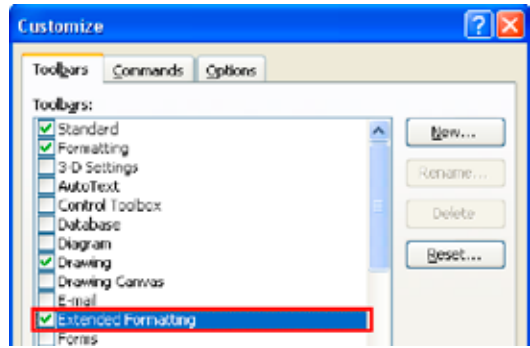 Customize
Toolbars Commands Options
Toolbars:
Standard
Formatting
3-D Settings
AutoText
Control Toolbox
Database
Diagram
Drawing
Drawing Canvas
E-mail
Extended Formatting
Forms
New...
Rename...
Delete
Reset...